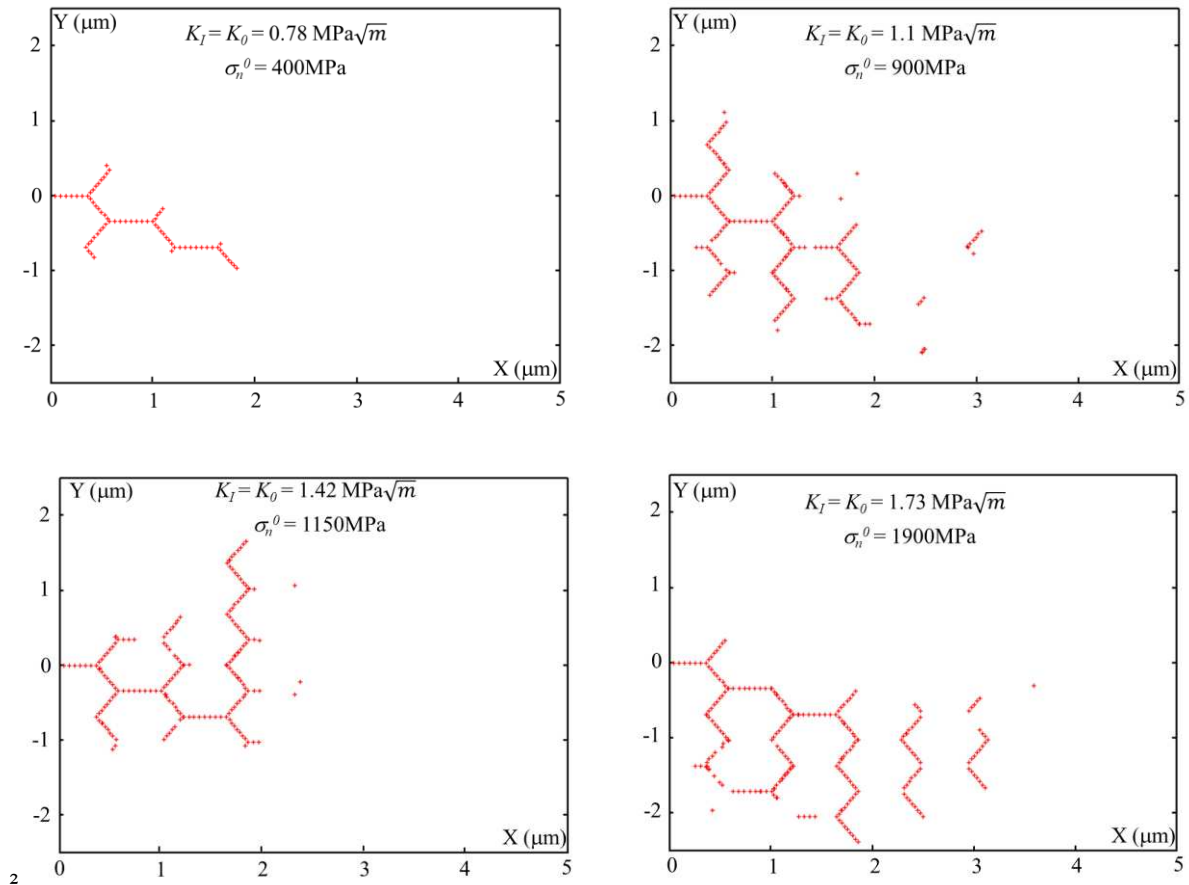 Y (μm)
K_I = K_0 = 0.78 MPa√m
σ_n^0 = 400MPa
2
1
0
-1
-2
X (μm)
0 1 2 3 4 5
Y (μm)
K_I = K_0 = 1.1 MPa√m
σ_n^0 = 900MPa
2
1
0
-1
-2
X (μm)
0 1 2 3 4 5
Y (μm)
K_I = K_0 = 1.42 MPa√m
σ_n^0 = 1150MPa
2
1
0
-1
-2
X (μm)
0 1 2 3 4 5
Y (μm)
K_I = K_0 = 1.73 MPa√m
σ_n^0 = 1900MPa
2
1
0
-1
-2
X (μm)
0 1 2 3 4 5
2